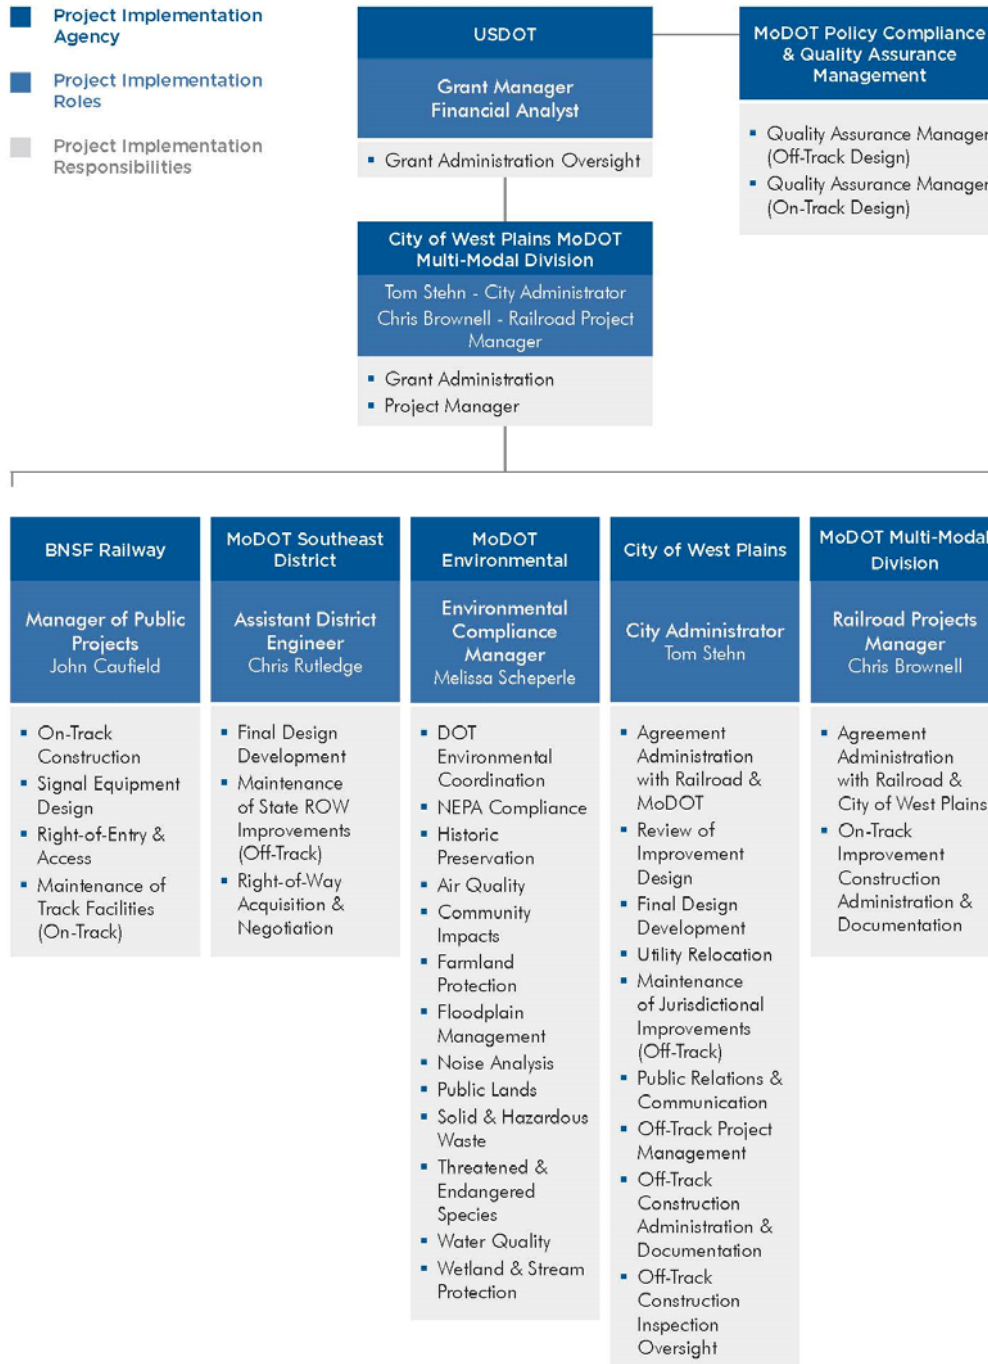 Project Implementation
Agency
Project Implementation
Roles
Project Implementation
Responsibilities
USDOT
Grant Manager
Financial Analyst
▪ Grant Administration Oversight
MoDOT Policy Compliance
& Quality Assurance
Management
▪ Quality Assurance Manager
(Off-Track Design)
▪ Quality Assurance Manager
(On-Track Design)
City of West Plains MoDOT
Multi-Modal Division
Tom Stehn - City Administrator
Chris Brownell - Railroad Project
Manager
▪ Grant Administration
▪ Project Manager
BNSF Railway
Manager of Public
Projects
John Caufield
▪ On-Track
Construction
▪ Signal Equipment
Design
▪ Right-of-Entry &
Access
▪ Maintenance of
Track Facilities
(On-Track)
MoDOT Southeast
District
Assistant District
Engineer
Chris Rutledge
▪ Final Design
Development
▪ Maintenance
of State ROW
Improvements
(Off-Track)
▪ Right-of-Way
Acquisition &
Negotiation
MoDOT
Environmental
Environmental
Compliance
Manager
Melissa Scheperle
▪ DOT
Environmental
Coordination
▪ NEPA Compliance
▪ Historic
Preservation
▪ Air Quality
▪ Community
Impacts
▪ Farmland
Protection
▪ Floodplain
Management
▪ Noise Analysis
▪ Public Lands
▪ Solid & Hazardous
Waste
▪ Threatened &
Endangered
Species
▪ Water Quality
▪ Wetland & Stream
Protection
City of West Plains
City Administrator
Tom Stehn
▪ Agreement
Administration
with Railroad &
MoDOT
▪ Review of
Improvement
Design
▪ Final Design
Development
▪ Utility Relocation
▪ Maintenance
of Jurisdictional
Improvements
(Off-Track)
▪ Public Relations &
Communication
▪ Off-Track Project
Management
▪ Off-Track
Construction
Administration &
Documentation
▪ Off-Track
Construction
Inspection
Oversight
MoDOT Multi-Modal
Division
Railroad Projects
Manager
Chris Brownell
▪ Agreement
Administration
with Railroad &
City of West Plains
▪ On-Track
Improvement
Construction
Administration &
Documentation